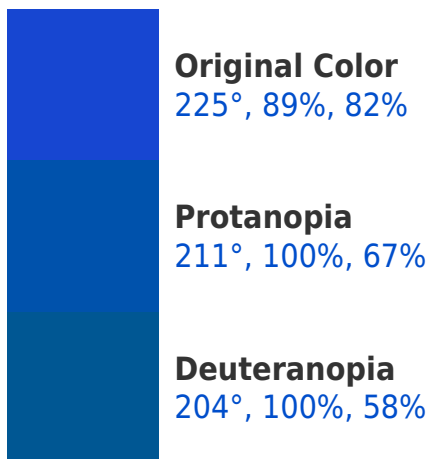 Original Color
225°, 89%, 82%
Protanopia
211°, 100%, 67%
Deuteranopia
204°, 100%, 58%